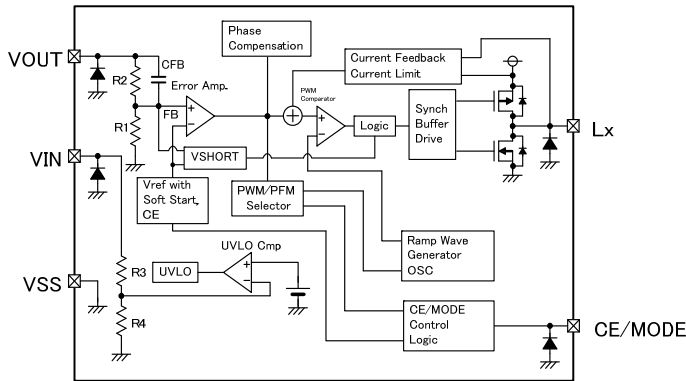 Phase
Compensation
VOUT
CFB
R2
Error Amp.
Current Feedback
Current Limit
PWM
Comparator
FB
R1
Logic
Synch
Buffer
Drive
Lx
VIN
VSHORT
Vref with
Soft Start,
CE
PWM/PFM
Selector
UVLO Cmp
Ramp Wave
Generator
OSC
VSS
R3
UVLO
R4
CE/MODE
Control
Logic
CE/MODE